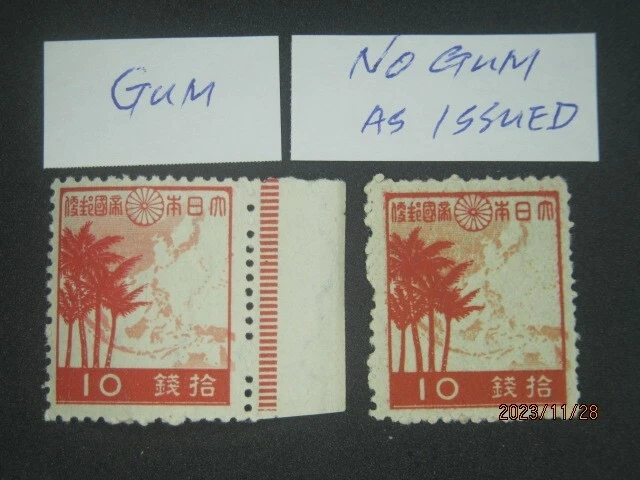 GUM
NO GUM
AS ISSUED
便郵國帝本日大
10 錢拾
便郵國帝本日大
10 錢拾
2023/11/28